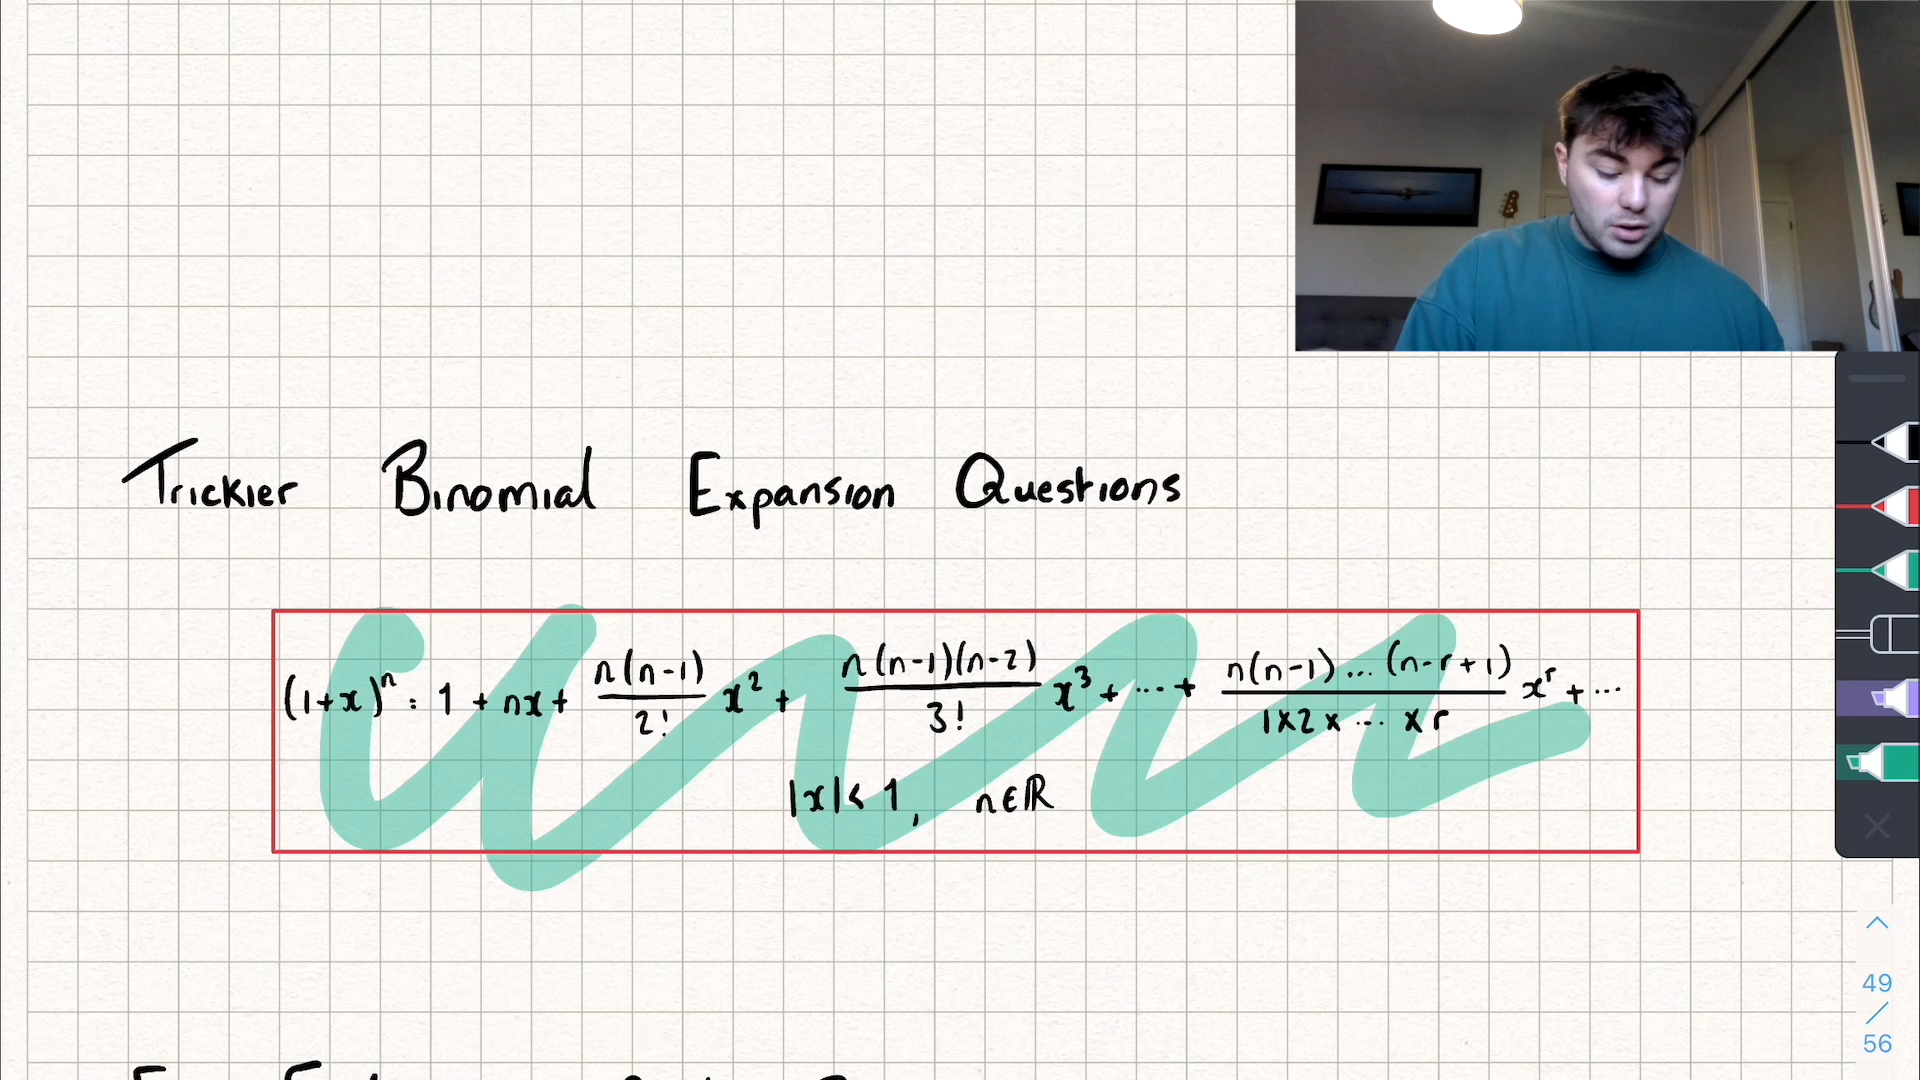 Trickier Binomial Expansion Questions
(1+x)ⁿ = 1 + nx + n(n-1)/2! x² + n(n-1)(n-2)/3! x³ + ... + n(n-1)...(n-r+1)/1×2×...×r xʳ + ...
|x| < 1, n∈ℝ
49
/
56